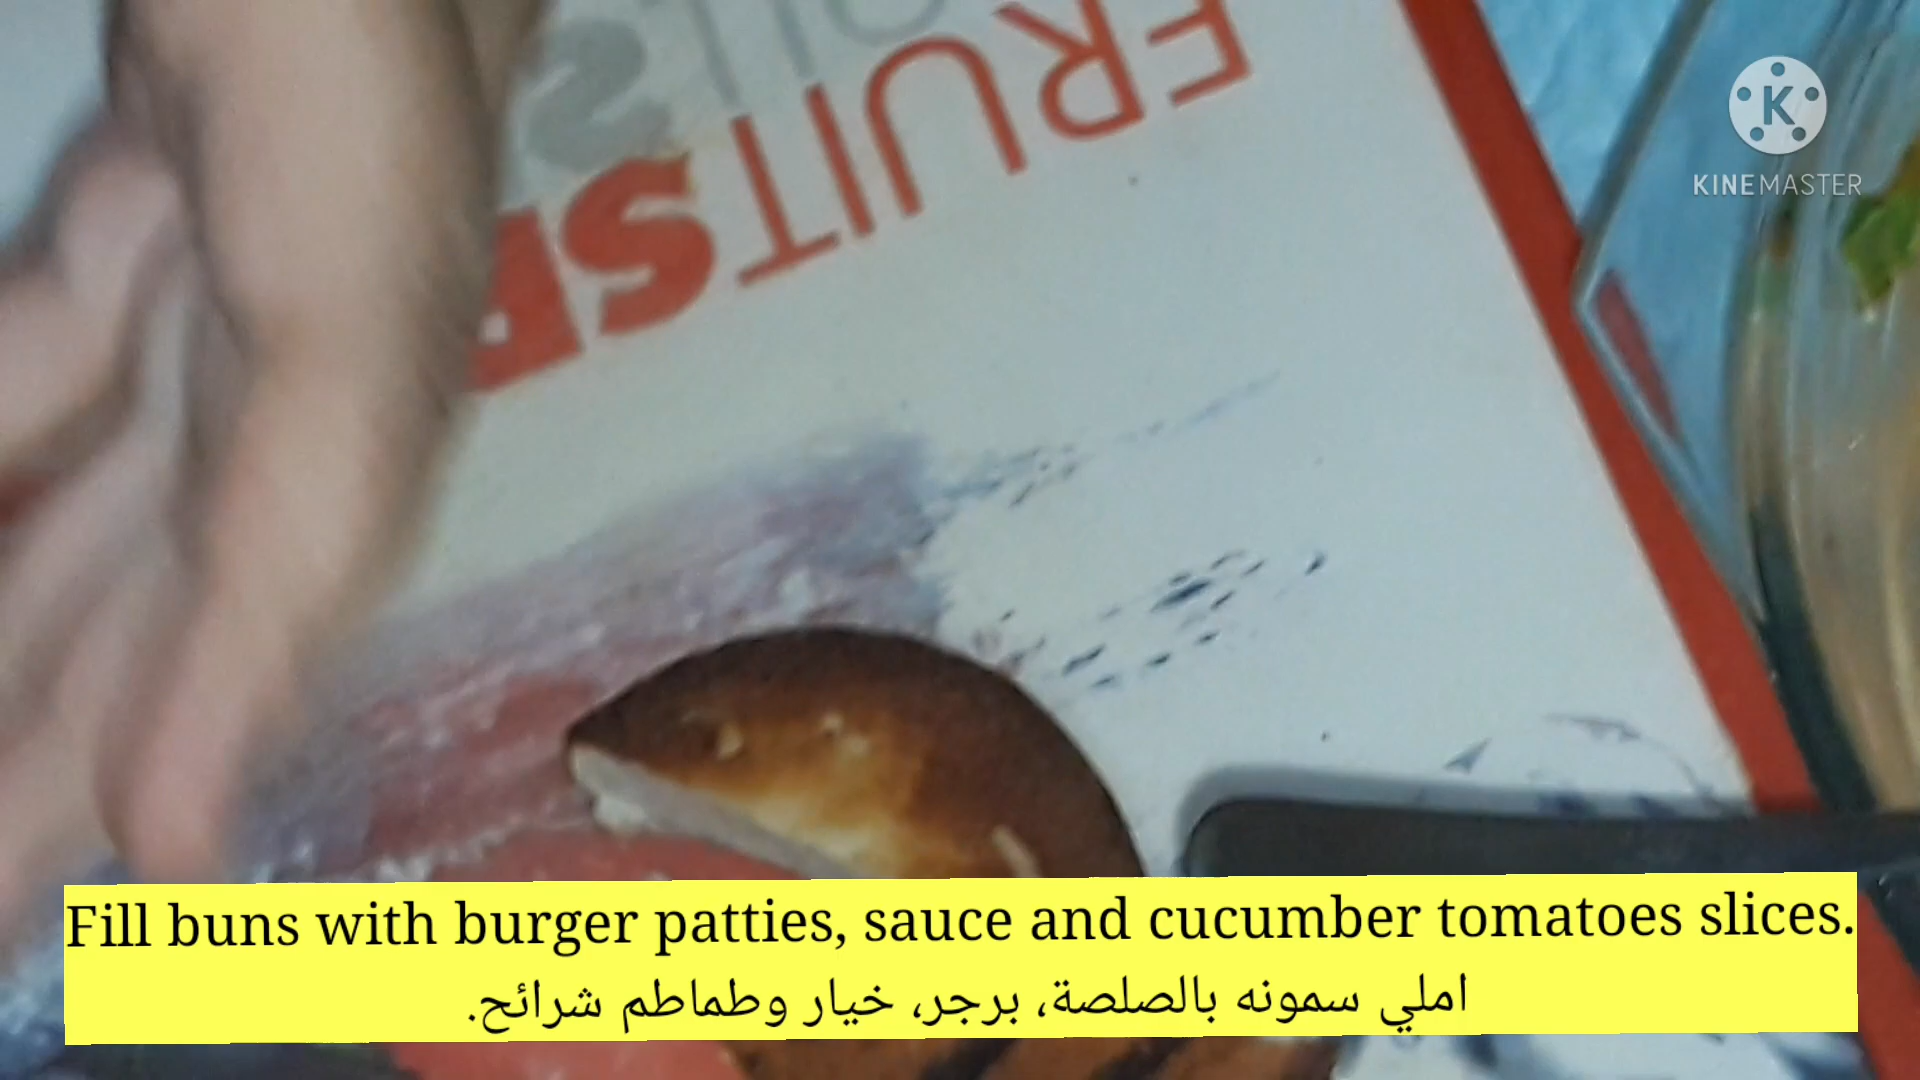 FRUITS
KINEMASTER
Fill buns with burger patties, sauce and cucumber tomatoes slices.
املي سمونه بالصلصة، برجر، خيار وطماطم شرائح.